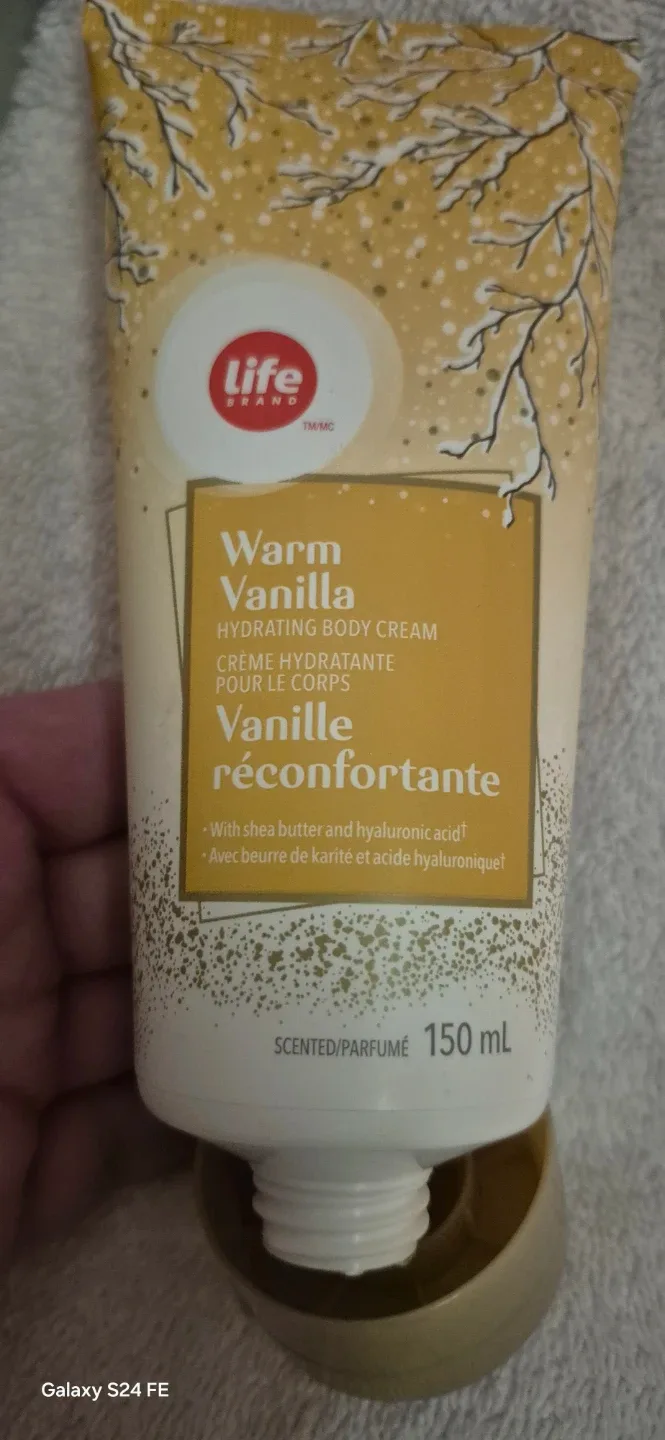 life
BRAND
TM/MC
Warm
Vanilla
HYDRATING BODY CREAM
CRÈME HYDRATANTE
POUR LE CORPS
Vanille
réconfortante
• With shea butter and hyaluronic acid†
• Avec beurre de karité et acide hyaluronique†
SCENTED/PARFUMÉ 150 mL
Galaxy S24 FE